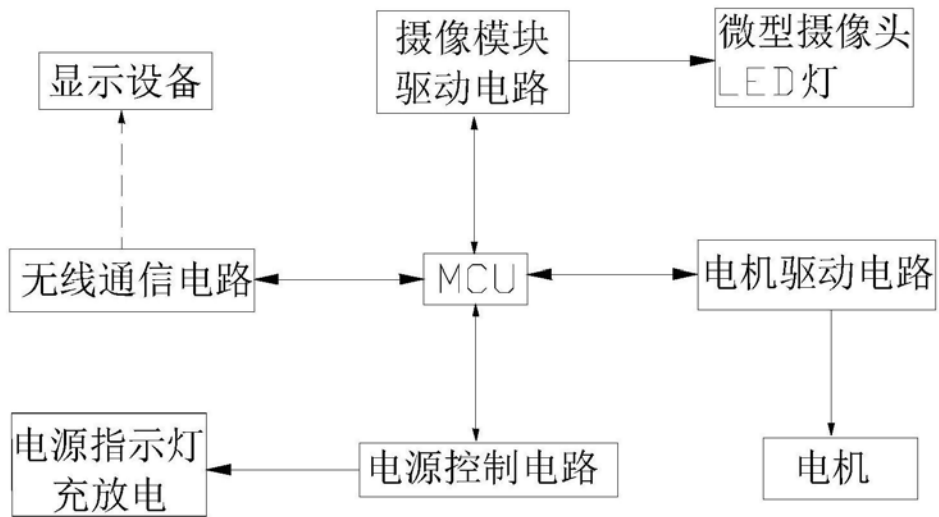 摄像模块
驱动电路
微型摄像头
LED灯
显示设备
无线通信电路
MCU
电机驱动电路
电源指示灯
充放电
电源控制电路
电机